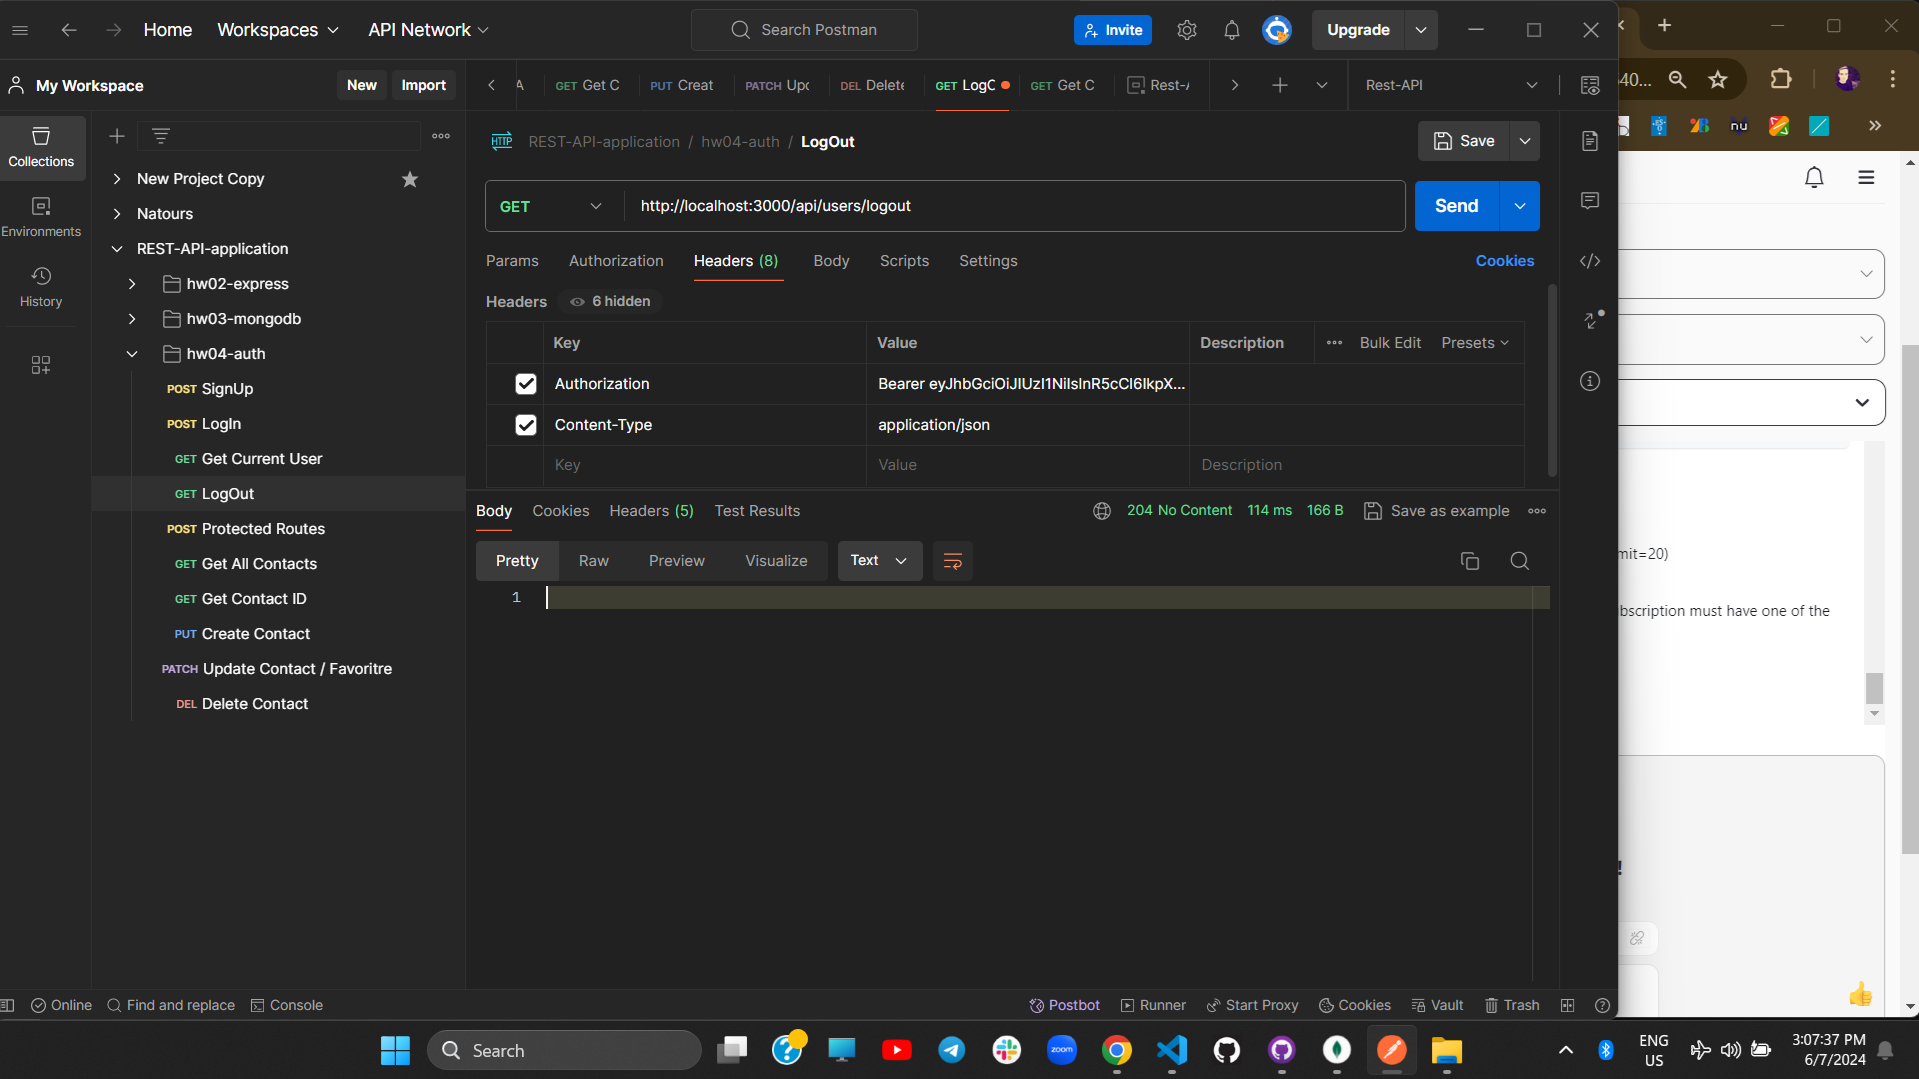 Home
Workspaces
API Network
Search Postman
Invite
Upgrade
My Workspace
New
Import
GET Get C
PUT Creat
PATCH Upd
DEL Delete
GET LogO
GET Get C
Rest-A
Rest-API
Collections
Environments
History
New Project Copy
Natours
REST-API-application
hw02-express
hw03-mongodb
hw04-auth
POST SignUp
POST LogIn
GET Get Current User
GET LogOut
POST Protected Routes
GET Get All Contacts
GET Get Contact ID
PUT Create Contact
PATCH Update Contact / Favoritre
DEL Delete Contact
HTTP REST-API-application / hw04-auth / LogOut
Save
GET
http://localhost:3000/api/users/logout
Send
Params
Authorization
Headers (8)
Body
Scripts
Settings
Cookies
Headers
6 hidden
Key
Value
Description
Bulk Edit
Presets
Authorization
Bearer eyJhbGciOiJIUzI1NiIsInR5cCI6IkpX...
Content-Type
application/json
Key
Value
Description
Body
Cookies
Headers (5)
Test Results
204 No Content
114 ms
166 B
Save as example
Pretty
Raw
Preview
Visualize
Text
1
40...
nu
mit=20)
bscription must have one of the
!
Online
Find and replace
Console
Postbot
Runner
Start Proxy
Cookies
Vault
Trash
Search
zoom
ENG
US
3:07:37 PM
6/7/2024